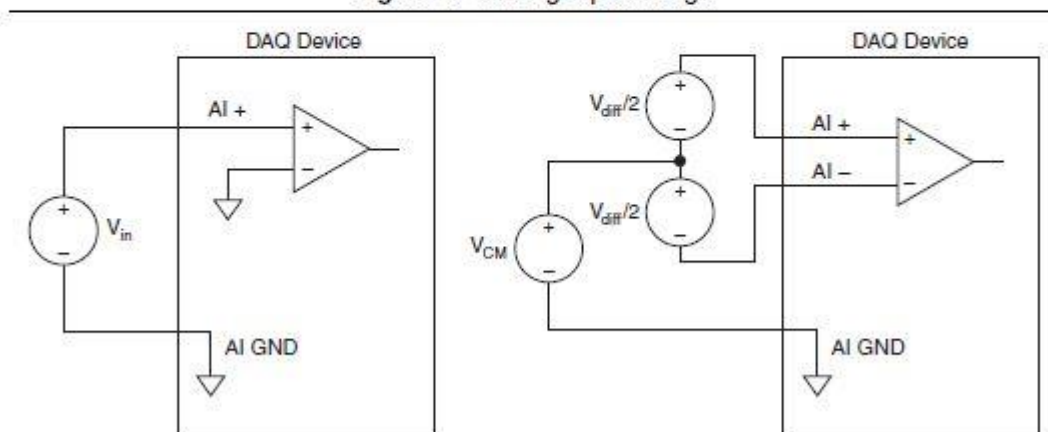 DAQ Device
AI +
+
−
+
−
V_in
AI GND
DAQ Device
+
V_diff/2
−
AI +
+
AI −
−
+
V_diff/2
−
+
V_CM
−
AI GND